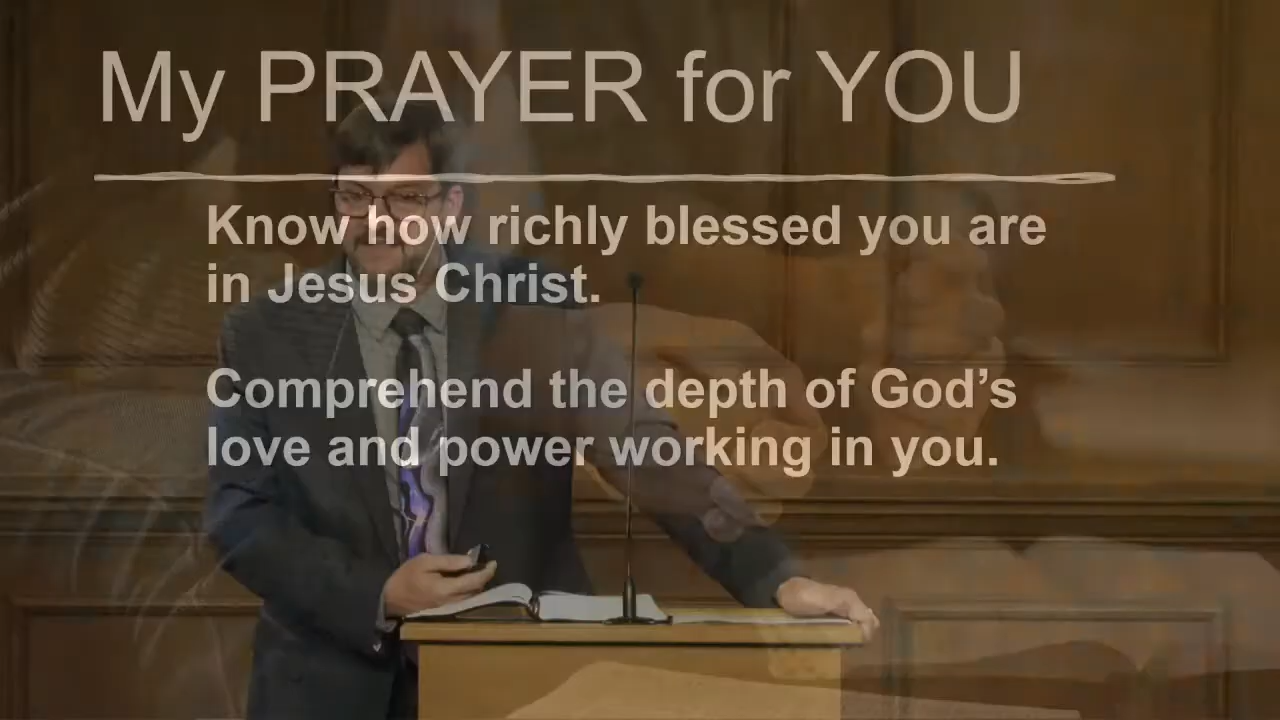 My PRAYER for YOU
Know how richly blessed you are
in Jesus Christ.
Comprehend the depth of God’s
love and power working in you.